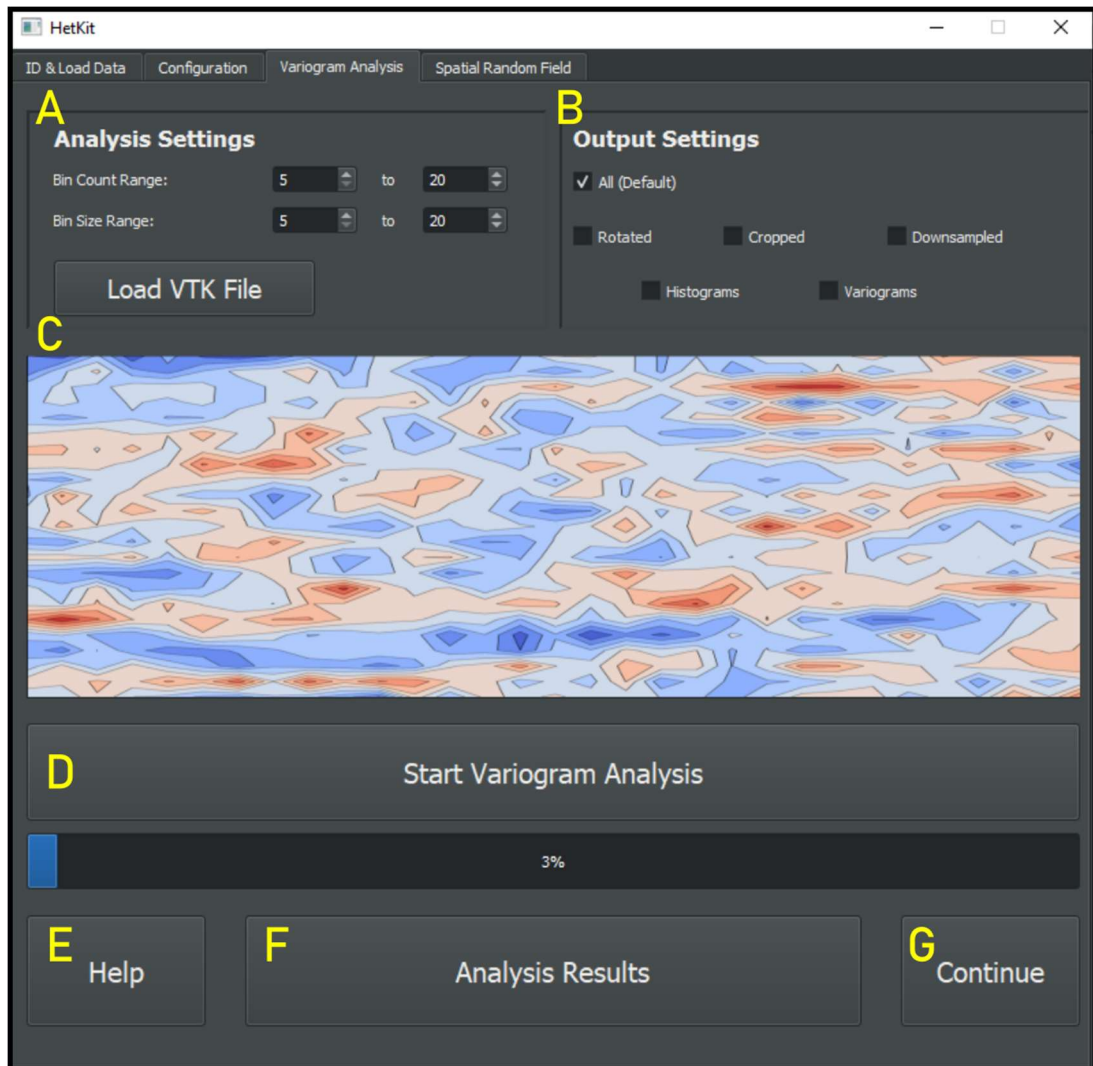 HetKit
ID & Load Data Configuration Variogram Analysis Spatial Random Field
A
Analysis Settings
Bin Count Range: 5 to 20
Bin Size Range: 5 to 20
Load VTK File
B
Output Settings
All (Default)
Rotated Cropped Downsampled
Histograms Variograms
C
D
Start Variogram Analysis
3%
E
Help
F
Analysis Results
G
Continue